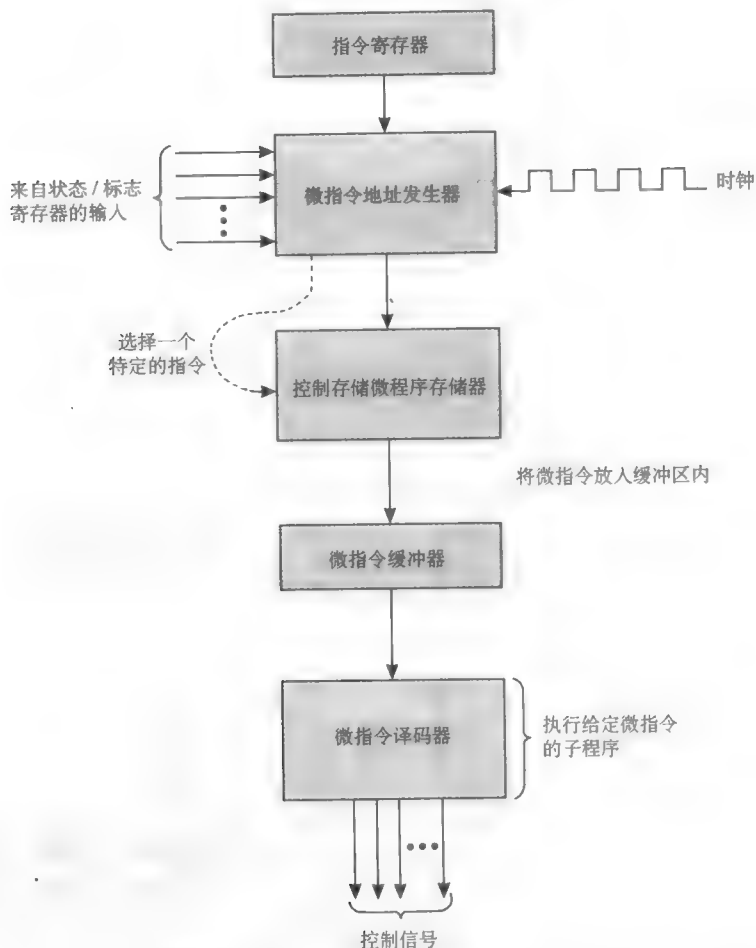 指令寄存器
来自状态/标志
寄存器的输入
微指令地址发生器
时钟
选择一个
特定的指令
控制存储微程序存储器
将微指令放入缓冲区内
微指令缓冲器
微指令译码器
执行给定微指令
的子程序
控制信号